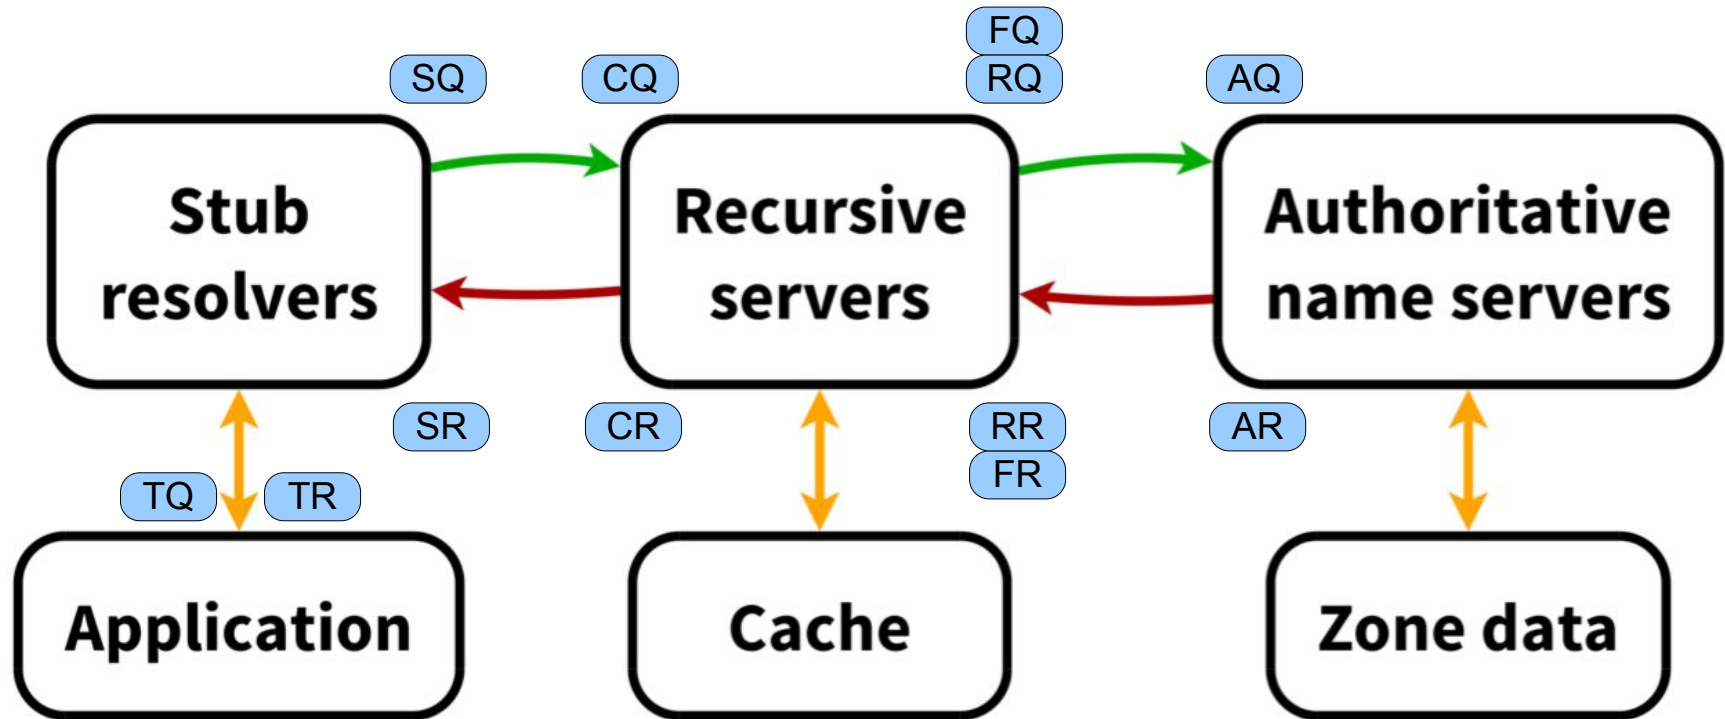 FQ
SQ
CQ
RQ
AQ
Stub
resolvers
Recursive
servers
Authoritative
name servers
SR
CR
RR
AR
FR
TQ
TR
Application
Cache
Zone data